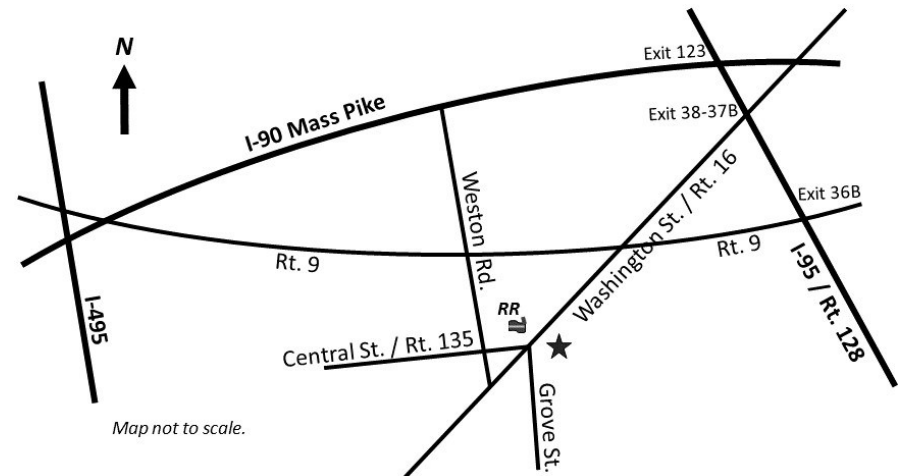 N
Exit 123
I-90 Mass Pike
Exit 38-37B
Weston Rd.
Washington St. / Rt. 16
Exit 36B
Rt. 9
Rt. 9
I-95 / Rt. 128
I-495
RR
Central St. / Rt. 135
Grove St.
Map not to scale.